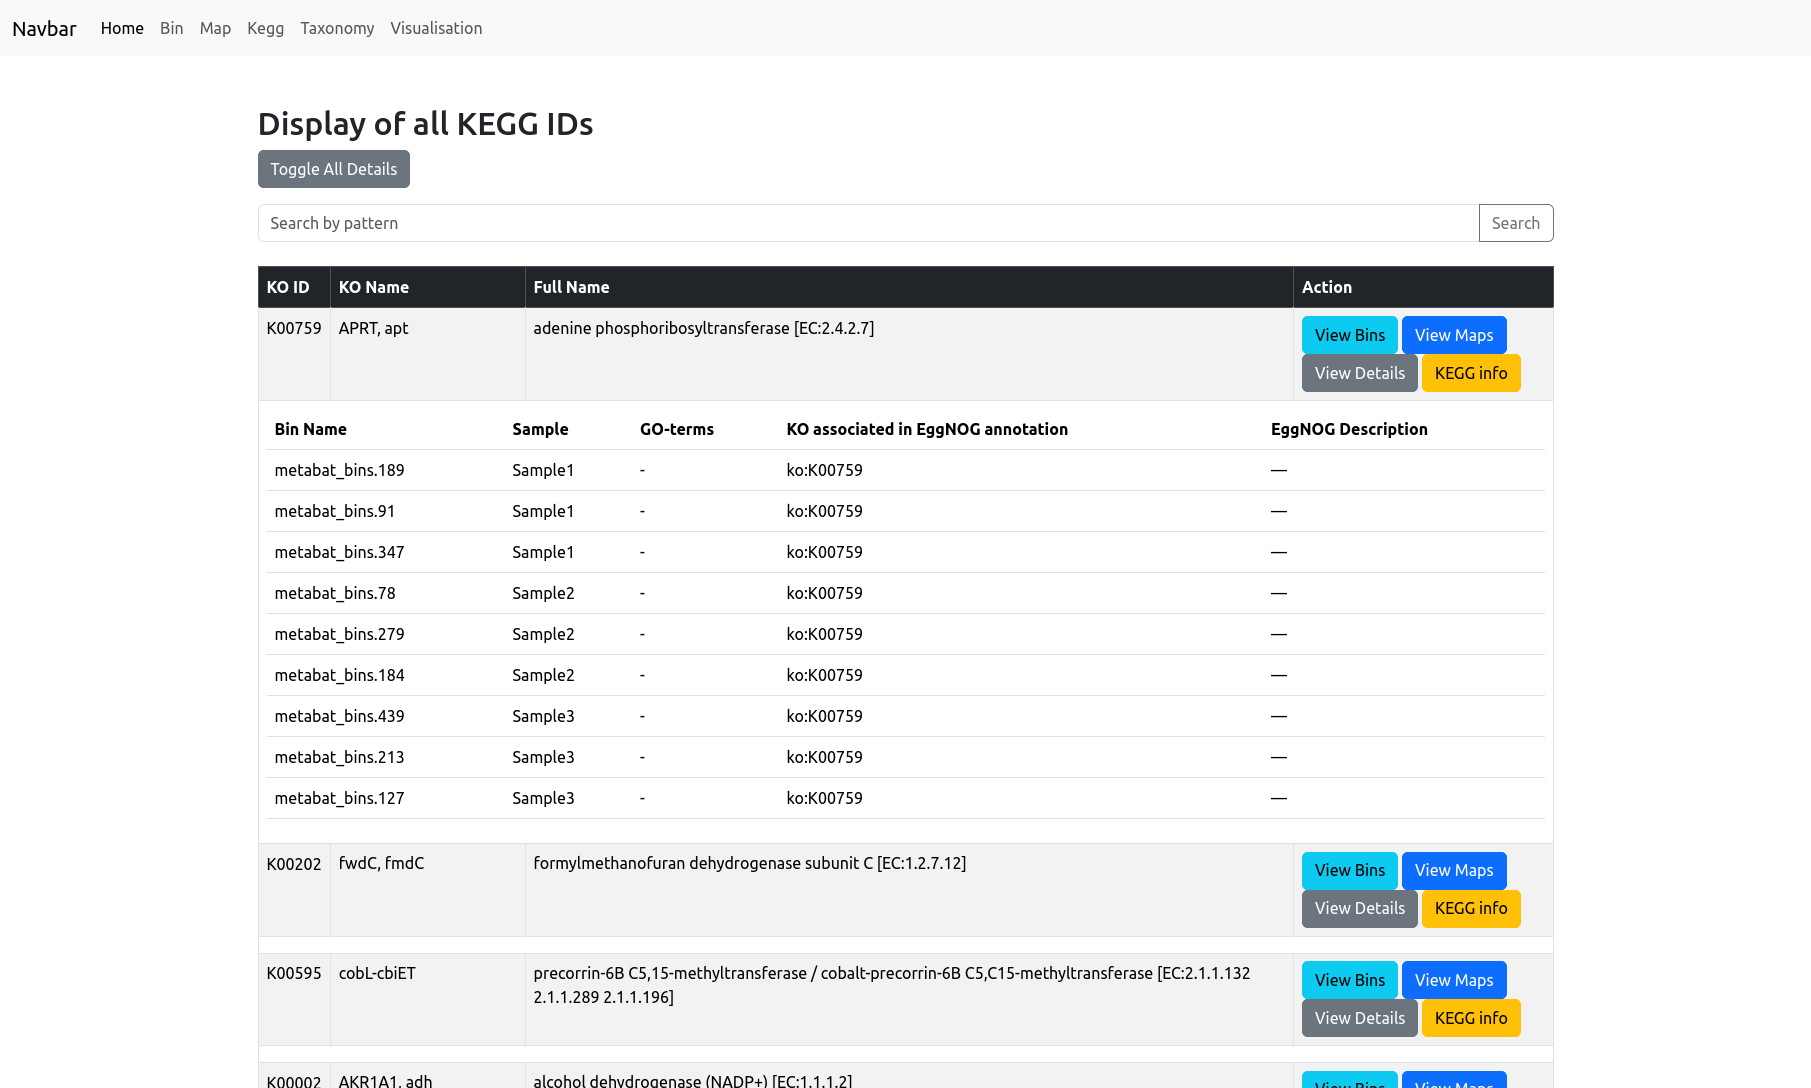 Navbar Home Bin Map Kegg Taxonomy Visualisation
Display of all KEGG IDs
Toggle All Details
Search by pattern Search
KO ID KO Name Full Name Action
K00759 APRT, apt adenine phosphoribosyltransferase [EC:2.4.2.7] View Bins View Maps
View Details KEGG info
Bin Name Sample GO-terms KO associated in EggNOG annotation EggNOG Description
metabat_bins.189 Sample1 - ko:K00759 —
metabat_bins.91 Sample1 - ko:K00759 —
metabat_bins.347 Sample1 - ko:K00759 —
metabat_bins.78 Sample2 - ko:K00759 —
metabat_bins.279 Sample2 - ko:K00759 —
metabat_bins.184 Sample2 - ko:K00759 —
metabat_bins.439 Sample3 - ko:K00759 —
metabat_bins.213 Sample3 - ko:K00759 —
metabat_bins.127 Sample3 - ko:K00759 —
K00202 fwdC, fmdC formylmethanofuran dehydrogenase subunit C [EC:1.2.7.12] View Bins View Maps
View Details KEGG info
K00595 cobL-cbiET precorrin-6B C5,15-methyltransferase / cobalt-precorrin-6B C5,C15-methyltransferase [EC:2.1.1.132 View Bins View Maps
2.1.1.289 2.1.1.196]
View Details KEGG info
K00002 AKR1A1, adh alcohol dehydrogenase (NADP+) [EC:1.1.1.2] View Bins View Maps